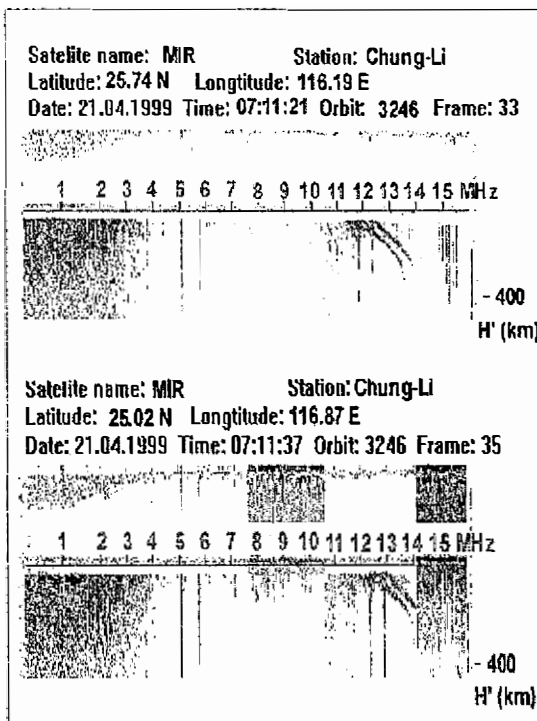 Satelite name: MIR Station: Chung-Li
Latitude: 25.74 N Longtitude: 116.19 E
Date: 21.04.1999 Time: 07:11:21 Orbit: 3246 Frame: 33
1 2 3 4 5 6 7 8 9 10 11 12 13 14 15 MHz
- 400
H' (km)
Satelite name: MIR Station: Chung-Li
Latitude: 25.02 N Longtitude: 116.87 E
Date: 21.04.1999 Time: 07:11:37 Orbit: 3246 Frame: 35
1 2 3 4 5 6 7 8 9 10 11 12 13 14 15 MHz
- 400
H' (km)